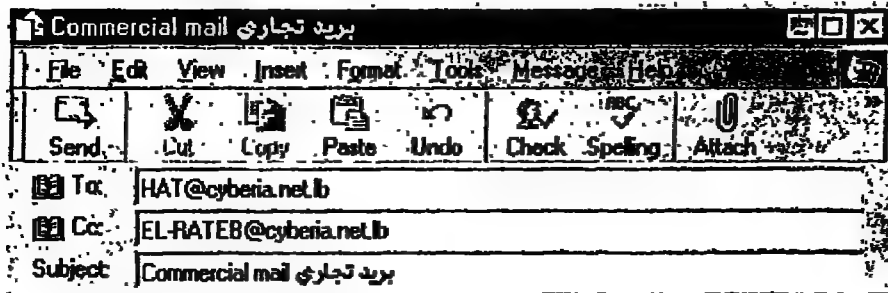 Commercial mail بريد تجاري
File Edit View Insert Format Tools Message Help
Send Cut Copy Paste Undo Check Spelling Attach
To: HAT@cyberia.net.lb
Cc: EL-RATEB@cyberia.net.lb
Subject: Commercial mail بريد تجاري